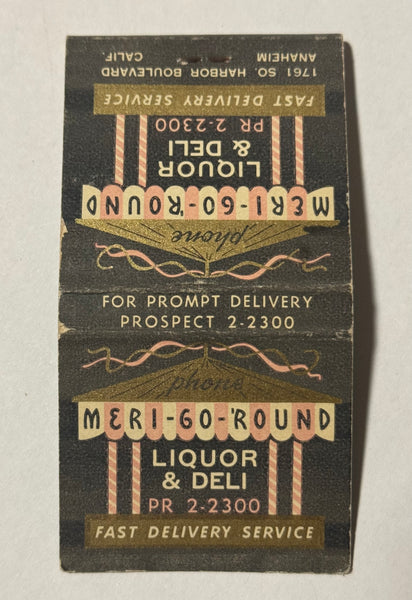 1761 SO. HARBOR BOULEVARD
ANAHEIM CALIF.
FAST DELIVERY SERVICE
PR 2-2300
LIQUOR
& DELI
MERI-GO-'ROUND
phone
FOR PROMPT DELIVERY
PROSPECT 2-2300
phone
MERI-GO-'ROUND
LIQUOR
& DELI
PR 2-2300
FAST DELIVERY SERVICE